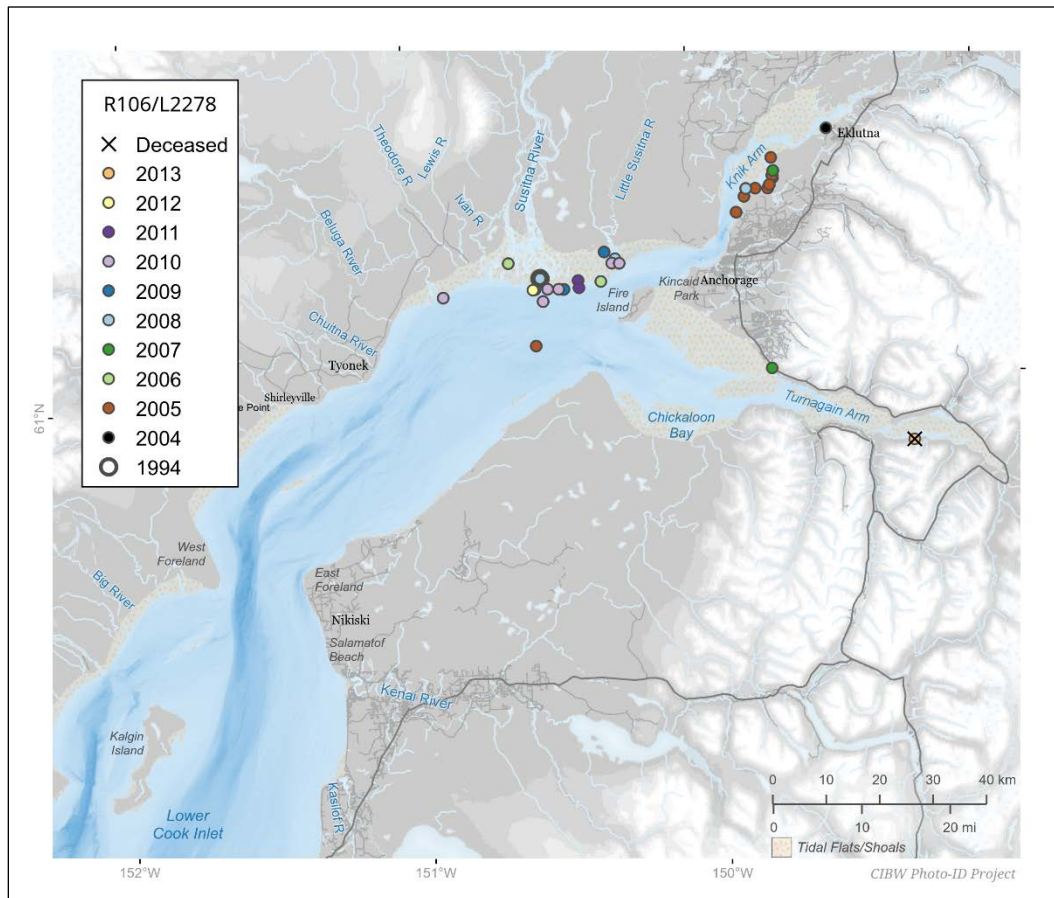 R106/L2278
Deceased
2013
2012
2011
2010
2009
2008
2007
2006
2005
2004
1994
Theodore R
Lewis R
Ivan R
Susitna River
Little Susitna R
Beluga River
Chuitna River
Knik Arm
Eklutna
Fire
Island
Kincaid
Park
Anchorage
Tyonek
Shirleyville
e Point
Chickaloon
Bay
Turnagain Arm
61°N
West
Foreland
Big River
East
Foreland
Nikiski
Salamatof
Beach
Kenai River
Kalgin
Island
Kasilof R
Lower
Cook Inlet
0 10 20 30 40 km
0 10 20 mi
Tidal Flats/Shoals
152°W 151°W 150°W
CIBW Photo-ID Project